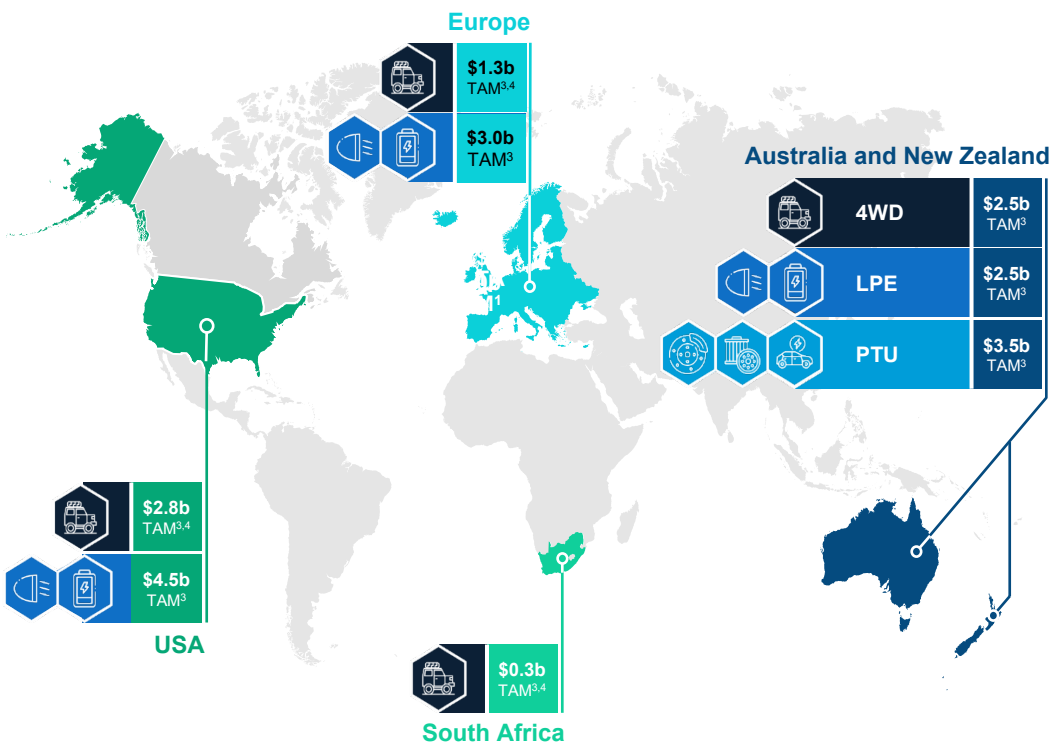 Europe
$1.3b
TAM3,4
$3.0b
TAM3
1
Australia and New Zealand
4WD
$2.5b
TAM3
LPE
$2.5b
TAM3
PTU
$3.5b
TAM3
$2.8b
TAM3,4
$4.5b
TAM3
USA
$0.3b
TAM3,4
South Africa